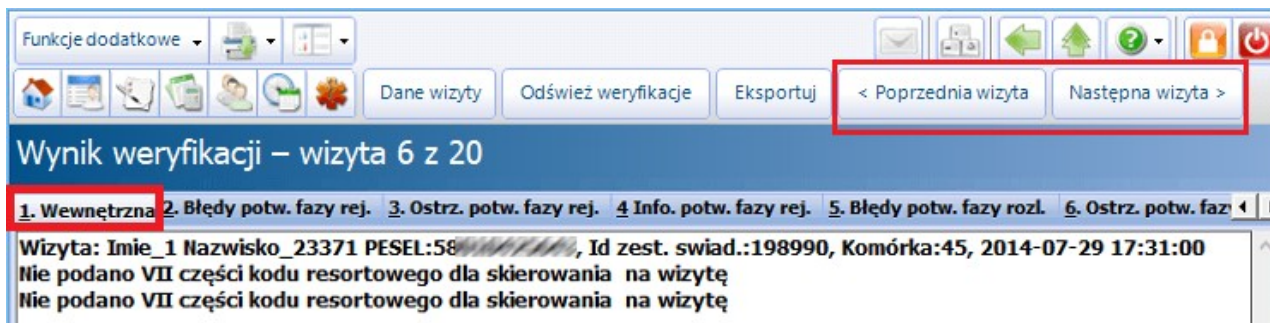 Funkcje dodatkowe
Dane wizyty Odśwież weryfikacje Eksportuj < Poprzednia wizyta Następna wizyta >
Wynik weryfikacji – wizyta 6 z 20
1. Wewnętrzna 2. Błędy potw. fazy rej. 3. Ostrz. potw. fazy rej. 4 Info. potw. fazy rej. 5. Błędy potw. fazy rozl. 6. Ostrz. potw. faz
Wizyta: Imie_1 Nazwisko_23371 PESEL:58 , Id zest. swiad.:198990, Komórka:45, 2014-07-29 17:31:00
Nie podano VII części kodu resortowego dla skierowania na wizytę
Nie podano VII części kodu resortowego dla skierowania na wizytę